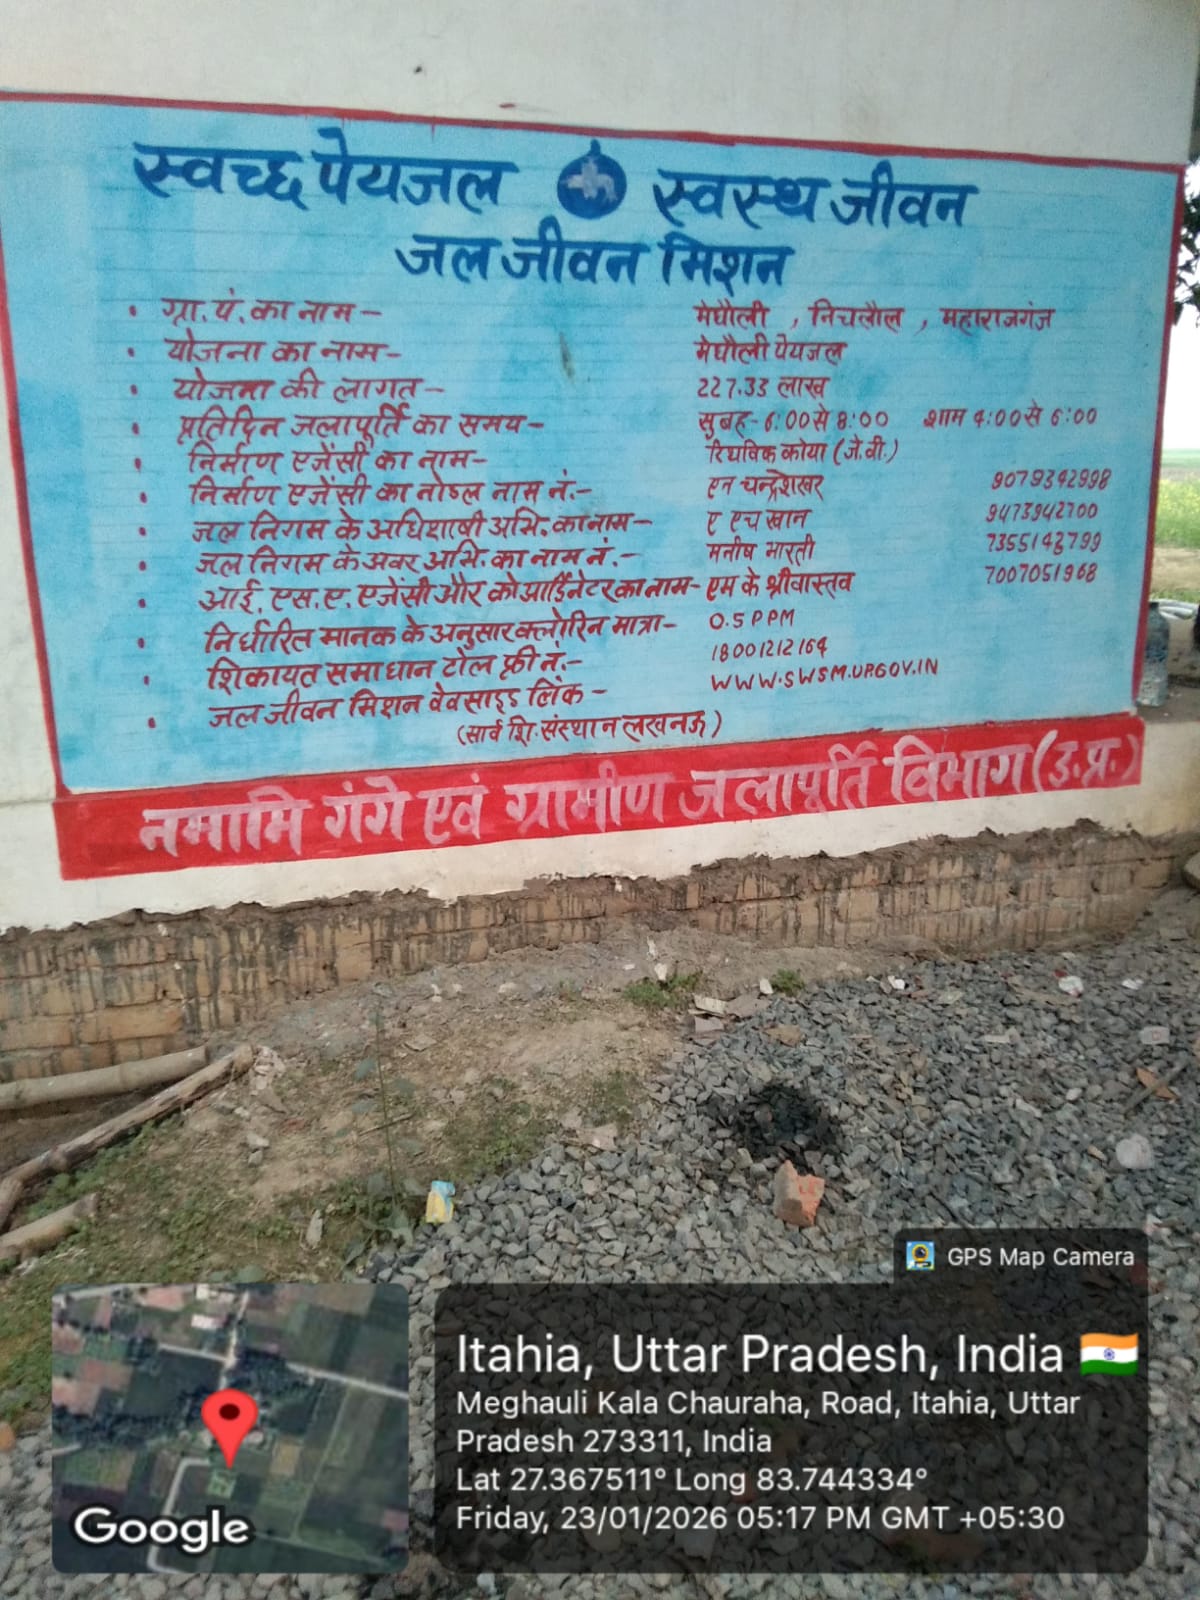 स्वच्छ पेयजल स्वस्थ जीवन
जल जीवन मिशन
• ग्रा. पं. का नाम – मेघौली , निचलौल , महाराजगंज
• योजना का नाम – मेघौली पेयजल
• योजना की लागत – 227.33 लाख
• प्रतिदिन जलापूर्ति का समय – सुबह - 6:00 से 8:00 शाम 4:00 से 6:00
• निर्माण एजेंसी का नाम – रिथविक कोया (जे.वी.)
• निर्माण एजेंसी का नोडल नाम नं. – एन चन्द्रशेखर 9079342998
• जल निगम के अधिशाषी अभि. का नाम – ए एच खान 9473942700
• जल निगम के अवर अभि. का नाम नं. – मनीष भारती 7355148799
• आई. एस. ए. एजेंसी और कोआर्डिनेटर का नाम – एम के श्रीवास्तव 7007051968
• निर्धारित मानक के अनुसार क्लोरिन मात्रा – 0.5 PPM
• शिकायत समाधान टोल फ्री नं. – 18001212164
• जल जीवन मिशन वेवसाइड लिंक – WWW.SWSM.UP.GOV.IN
(सार्व शि. संस्थान लखनऊ)
नमामि गंगे एवं ग्रामीण जलापूर्ति विभाग (उ.प्र.)
GPS Map Camera
Itahia, Uttar Pradesh, India
Meghauli Kala Chauraha, Road, Itahia, Uttar
Pradesh 273311, India
Lat 27.367511° Long 83.744334°
Friday, 23/01/2026 05:17 PM GMT +05:30
Google